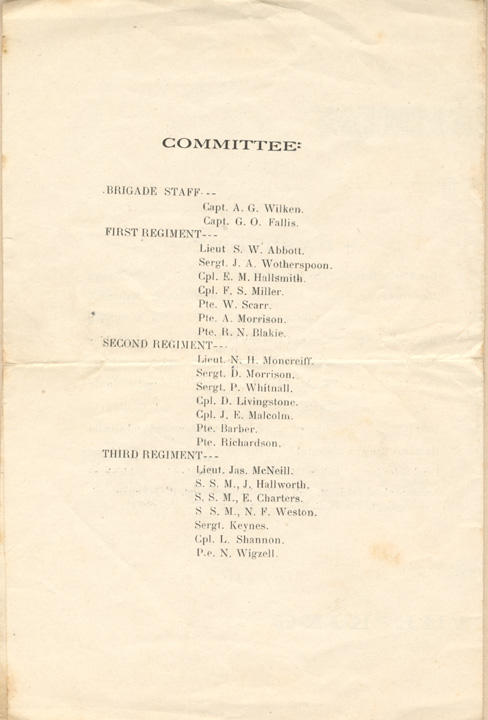 COMMITTEE:
BRIGADE STAFF---
Capt. A. G. Wilken.
Capt. G. O. Fallis.
FIRST REGIMENT---
Lieut S. W. Abbott.
Sergt. J. A. Wotherspoon.
Cpl. E. M. Hallsmith.
Cpl. F. S. Miller.
Pte. W. Scarr.
Pte. A. Morrison.
Pte. R. N. Blakie.
SECOND REGIMENT---
Lieut. N. H. Moncreiff.
Sergt. D. Morrison.
Sergt. P. Whitnall.
Cpl. D. Livingstone.
Cpl. J. E. Malcolm.
Pte. Barber.
Pte. Richardson.
THIRD REGIMENT---
Lieut. Jas. McNeill.
S. S. M., J. Hallworth.
S. S. M., E. Charters.
S S. M., N. F. Weston.
Sergt. Keynes.
Cpl. L. Shannon.
P.e. N. Wigzell.